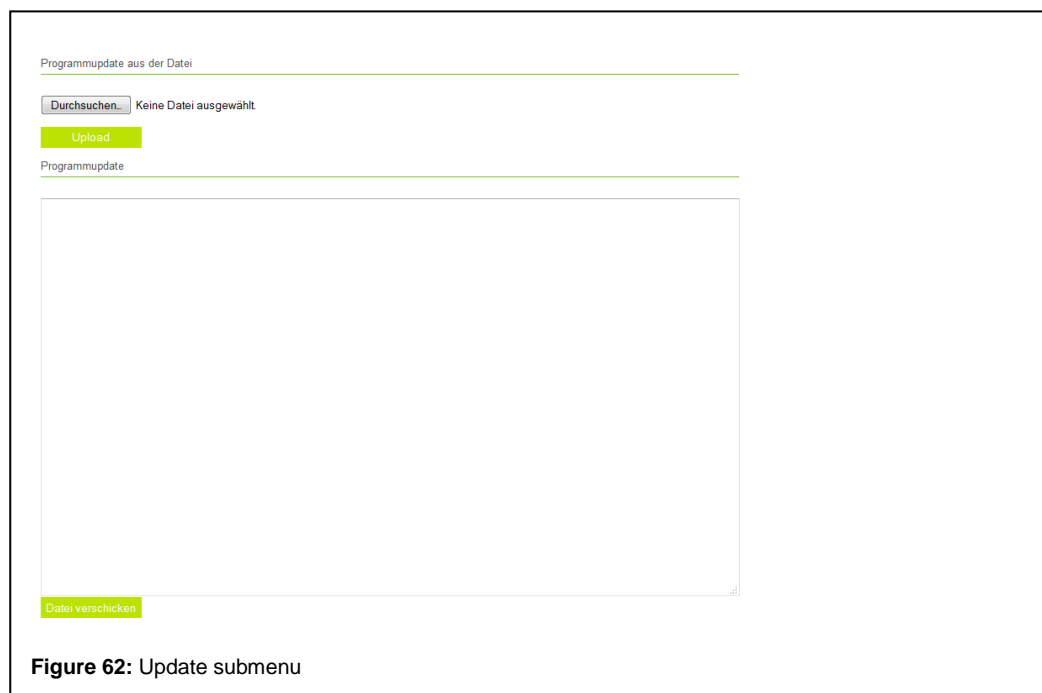 Programmupdate aus der Datei
Durchsuchen... Keine Datei ausgewählt.
Upload
Programmupdate
Datei verschicken
Figure 62: Update submenu